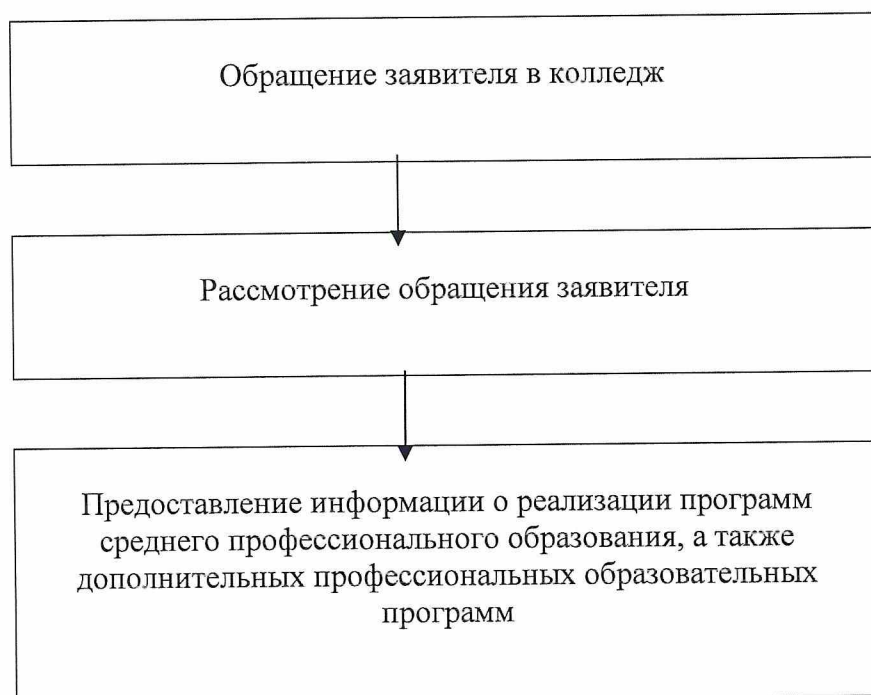 Обращение заявителя в колледж
Рассмотрение обращения заявителя
Предоставление информации о реализации программ
среднего профессионального образования, а также
дополнительных профессиональных образовательных
программ